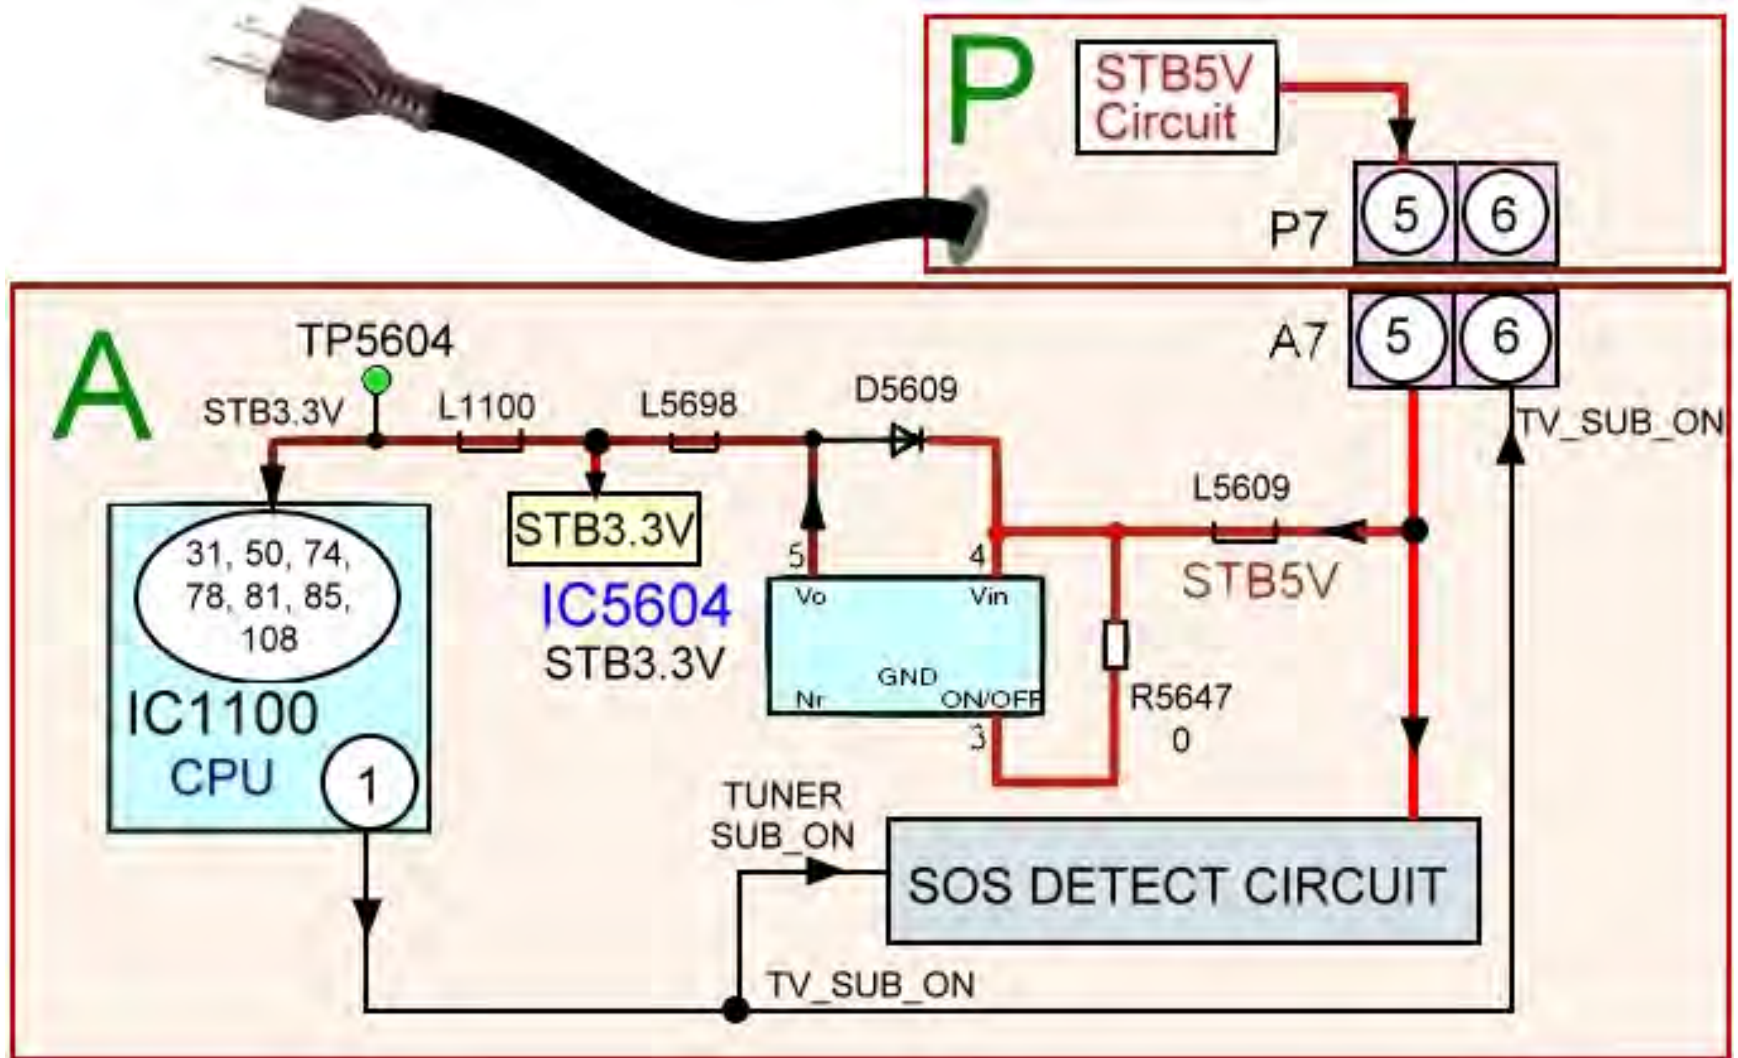 P
STB5V
Circuit
P7
5
6
A
A7
5
6
TP5604
STB3.3V
L1100
L5698
D5609
TV_SUB_ON
L5609
STB5V
31, 50, 74,
78, 81, 85,
108
IC1100
CPU
1
STB3.3V
IC5604
STB3.3V
5
4
Vo
Vin
GND
Nr
ON/OFF
3
R5647
0
TUNER
SUB_ON
SOS DETECT CIRCUIT
TV_SUB_ON